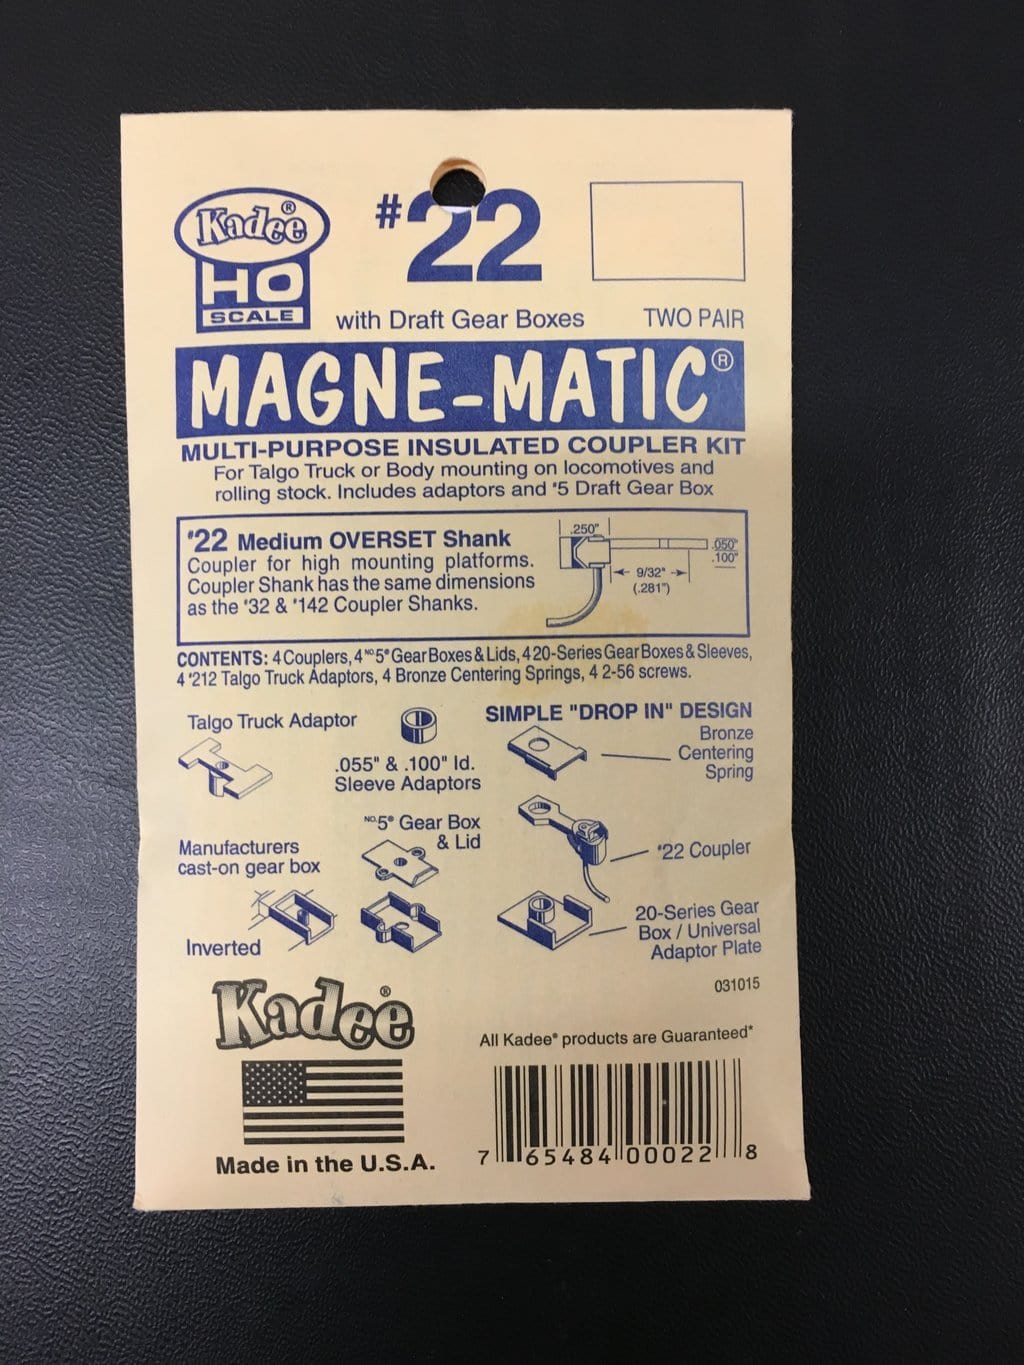 Kadee®
HO
SCALE
#22
with Draft Gear Boxes
TWO PAIR
MAGNE-MATIC®
MULTI-PURPOSE INSULATED COUPLER KIT
For Talgo Truck or Body mounting on locomotives and
rolling stock. Includes adaptors and #5 Draft Gear Box
#22 Medium OVERSET Shank
Coupler for high mounting platforms.
Coupler Shank has the same dimensions
as the #32 & #142 Coupler Shanks.
.250"
.050"
.100"
9/32"
(.281")
CONTENTS: 4 Couplers, 4 NO.5® Gear Boxes & Lids, 4 20-Series Gear Boxes & Sleeves,
4 #212 Talgo Truck Adaptors, 4 Bronze Centering Springs, 4 2-56 screws.
Talgo Truck Adaptor
.055" & .100" Id.
Sleeve Adaptors
SIMPLE "DROP IN" DESIGN
Bronze
Centering
Spring
NO.5® Gear Box
& Lid
Manufacturers
cast-on gear box
Inverted
#22 Coupler
20-Series Gear
Box / Universal
Adaptor Plate
031015
Kadee®
Made in the U.S.A.
All Kadee® products are Guaranteed*
7 65484 00022 8